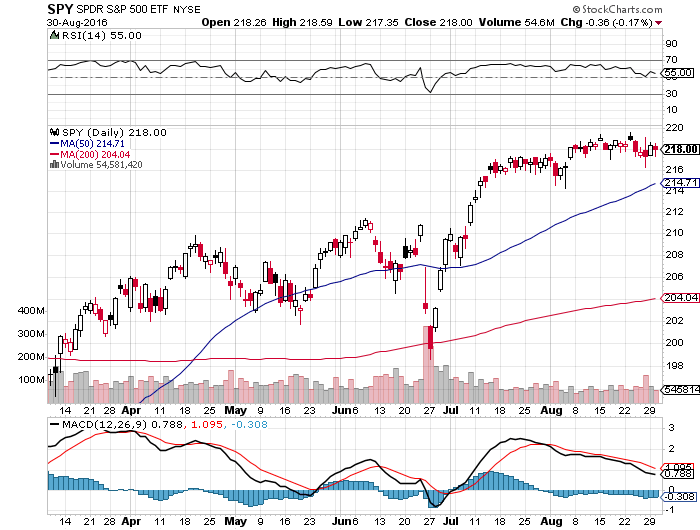 SPY SPDR S&P 500 ETF NYSE © StockCharts.com
30-Aug-2016 Open 218.26 High 218.59 Low 217.35 Close 218.00 Volume 54.6M Chg -0.36 (-0.17%)
RSI(14) 55.00
90
70
55.00
30
10
SPY (Daily) 218.00
MA(50) 214.71
MA(200) 204.04
Volume 54,581,420
220
218.00
216
214.71
214
212
210
208
206
204.04
202
200
198
400M
300M
200M
100M
545814
14 21 28 Apr 11 18 25 May 9 16 23 Jun 6 13 20 27 Jul 11 18 25 Aug 8 15 22 29
MACD(12,26,9) 0.788, 1.095, -0.308
3
2
1.095
0.788
-0.308
-1
14 21 28 Apr 11 18 25 May 9 16 23 Jun 6 13 20 27 Jul 11 18 25 Aug 8 15 22 29